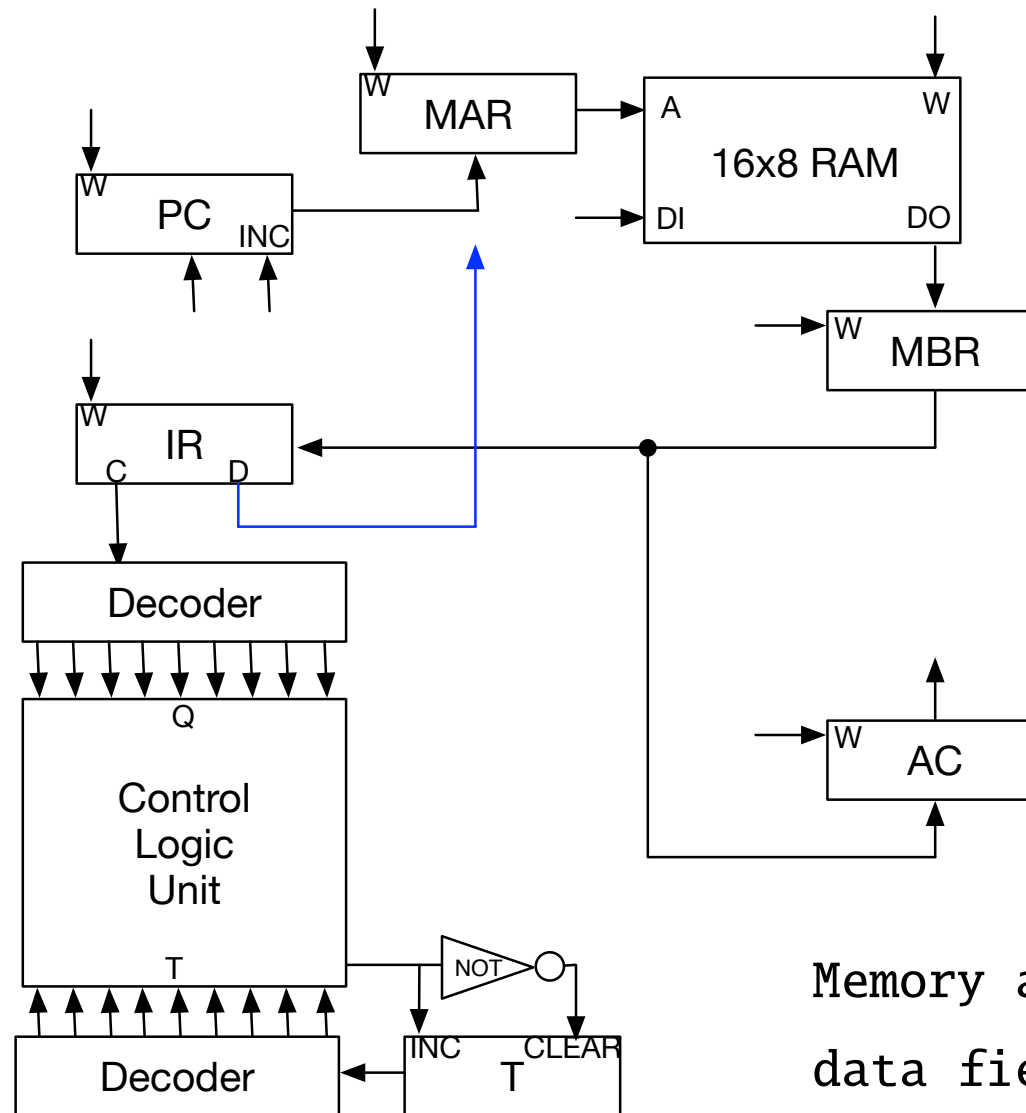 W
MAR
A
W
16x8 RAM
DI
DO
W
PC
INC
W
MBR
W
IR
C
D
Decoder
Q
Control
Logic
Unit
T
W
AC
NOT
INC
CLEAR
T
Decoder
Memory a
data fie